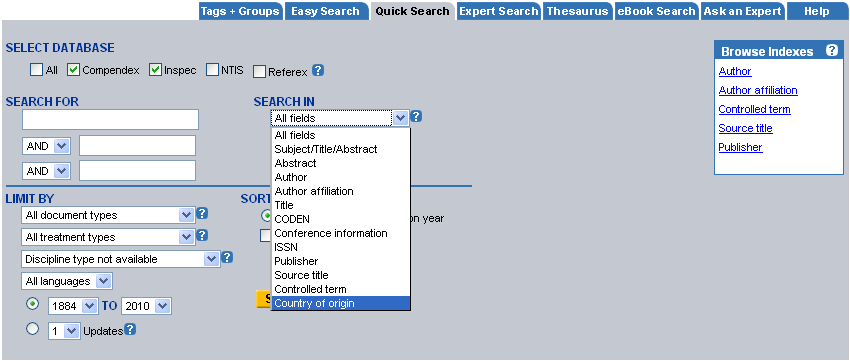 Tags + Groups Easy Search Quick Search Expert Search Thesaurus eBook Search Ask an Expert Help
SELECT DATABASE
All Compendex Inspec NTIS Referex ?
SEARCH FOR
AND
AND
SEARCH IN
All fields ?
All fields
Subject/Title/Abstract
Abstract
Author
Author affiliation
Title
CODEN
Conference information
ISSN
Publisher
Source title
Controlled term
Country of origin
LIMIT BY
All document types ?
All treatment types ?
Discipline type not available ?
All languages
1884 TO 2010
1 Updates ?
SORT
on year
S
Browse Indexes ?
Author
Author affiliation
Controlled term
Source title
Publisher